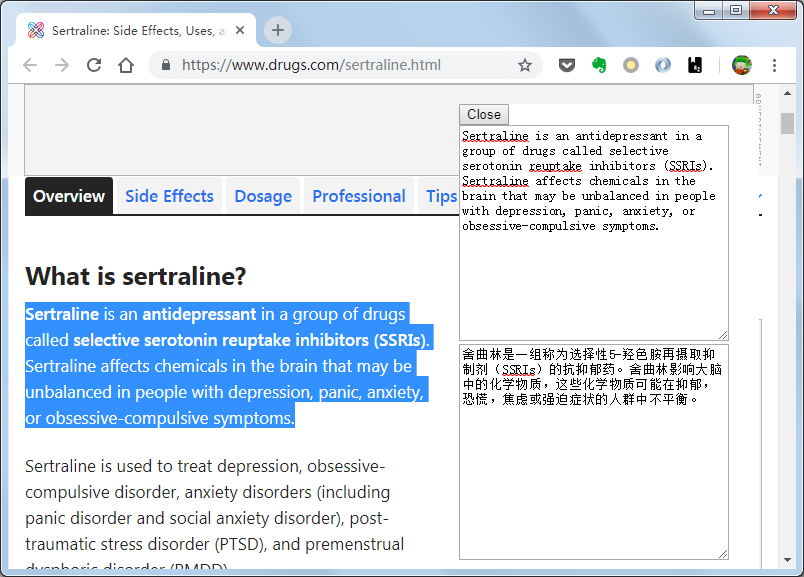 Sertraline: Side Effects, Uses, a
https://www.drugs.com/sertraline.html
Overview
Side Effects
Dosage
Professional
Tips
What is sertraline?
Sertraline is an antidepressant in a group of drugs
called selective serotonin reuptake inhibitors (SSRIs).
Sertraline affects chemicals in the brain that may be
unbalanced in people with depression, panic, anxiety,
or obsessive-compulsive symptoms.
Sertraline is used to treat depression, obsessive-
compulsive disorder, anxiety disorders (including
panic disorder and social anxiety disorder), post-
traumatic stress disorder (PTSD), and premenstrual
dysphoric disorder (PMDD).
Close
Sertraline is an antidepressant in a
group of drugs called selective
serotonin reuptake inhibitors (SSRIs).
Sertraline affects chemicals in the
brain that may be unbalanced in people
with depression, panic, anxiety, or
obsessive-compulsive symptoms.
舍曲林是一组称为选择性5-羟色胺再摄取抑
制剂（SSRIs）的抗抑郁药。舍曲林影响大脑
中的化学物质，这些化学物质可能在抑郁，
恐慌，焦虑或强迫症状的人群中不平衡。